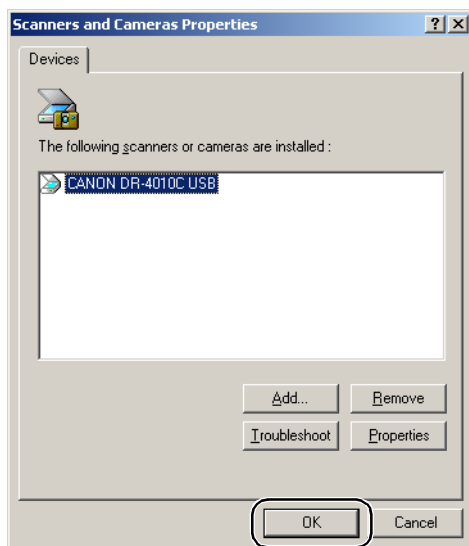 Scanners and Cameras Properties
Devices
The following scanners or cameras are installed :
CANON DR-4010C USB
Add... Remove
Troubleshoot Properties
OK Cancel